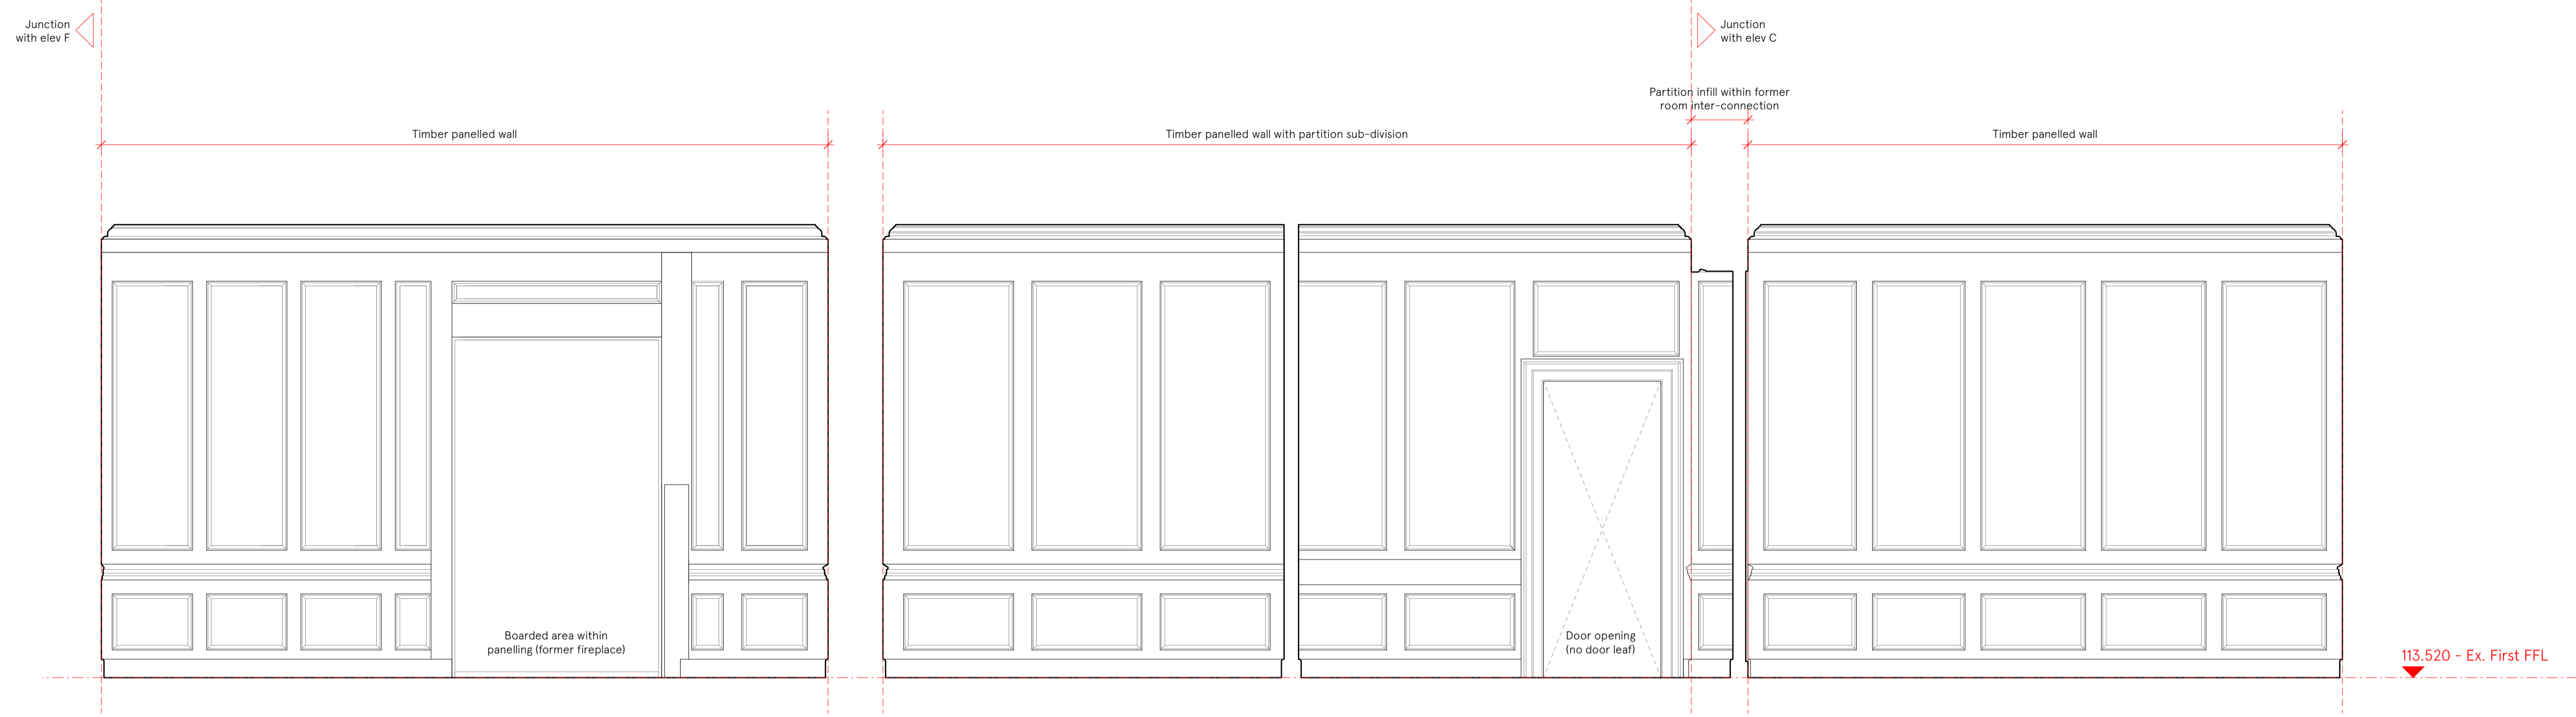 Junction
with elev F
Junction
with elev C
Partition infill within former
room inter-connection
Timber panelled wall
Timber panelled wall with partition sub-division
Timber panelled wall
Boarded area within
panelling (former fireplace)
Door opening
(no door leaf)
113.520 - Ex. First FFL